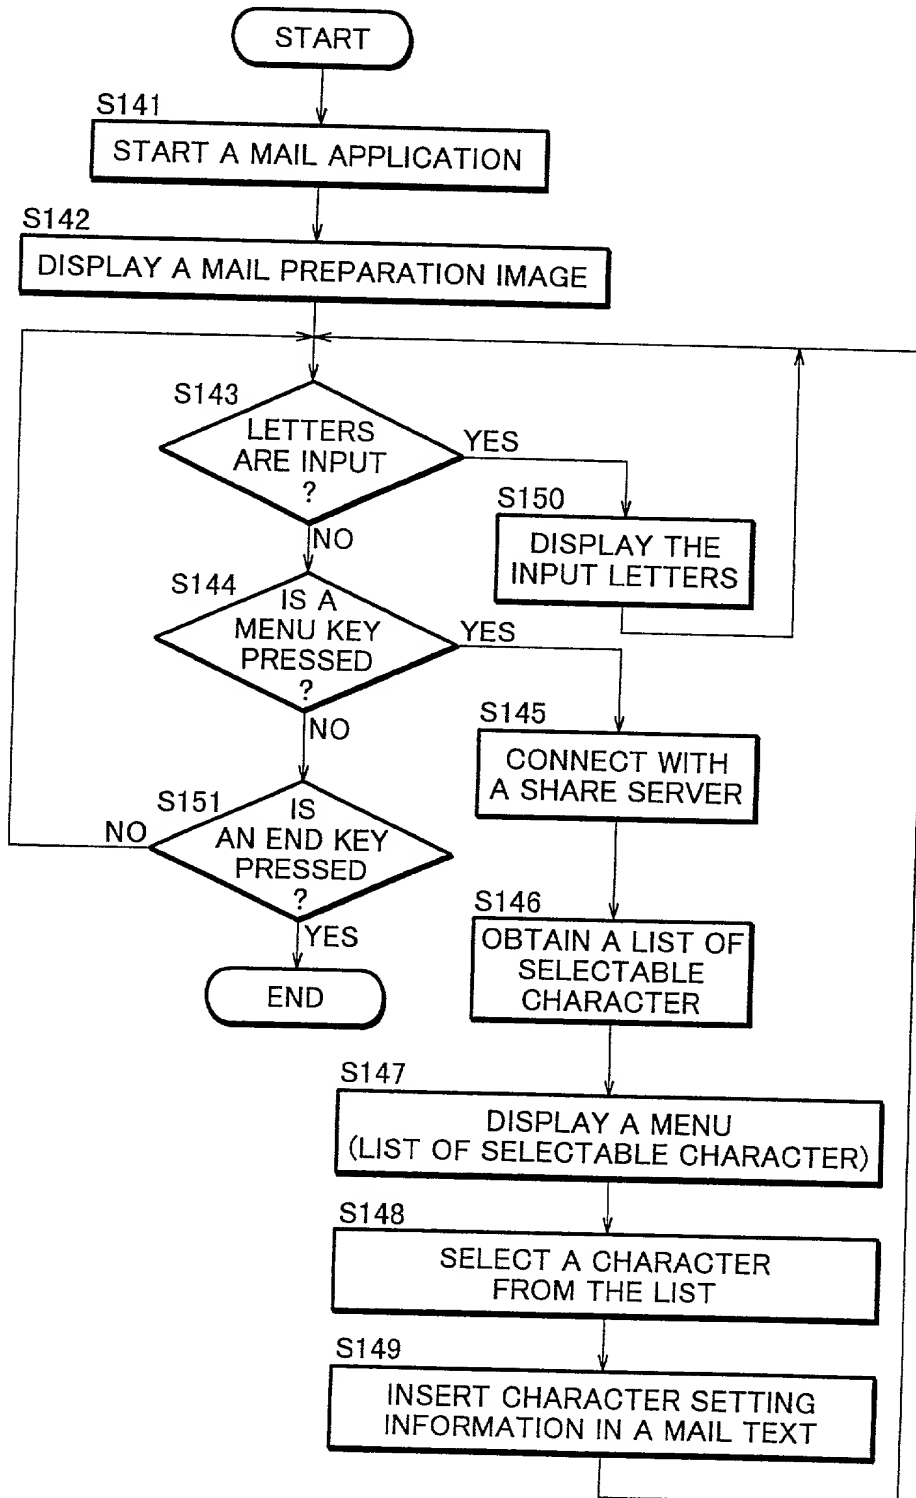 START
S141
START A MAIL APPLICATION
S142
DISPLAY A MAIL PREPARATION IMAGE
S143
LETTERS
ARE INPUT
?
YES
NO
S150
DISPLAY THE
INPUT LETTERS
S144
IS A
MENU KEY
PRESSED
?
YES
NO
S145
CONNECT WITH
A SHARE SERVER
S151
IS
AN END KEY
PRESSED
?
NO
YES
END
S146
OBTAIN A LIST OF
SELECTABLE
CHARACTER
S147
DISPLAY A MENU
(LIST OF SELECTABLE CHARACTER)
S148
SELECT A CHARACTER
FROM THE LIST
S149
INSERT CHARACTER SETTING
INFORMATION IN A MAIL TEXT